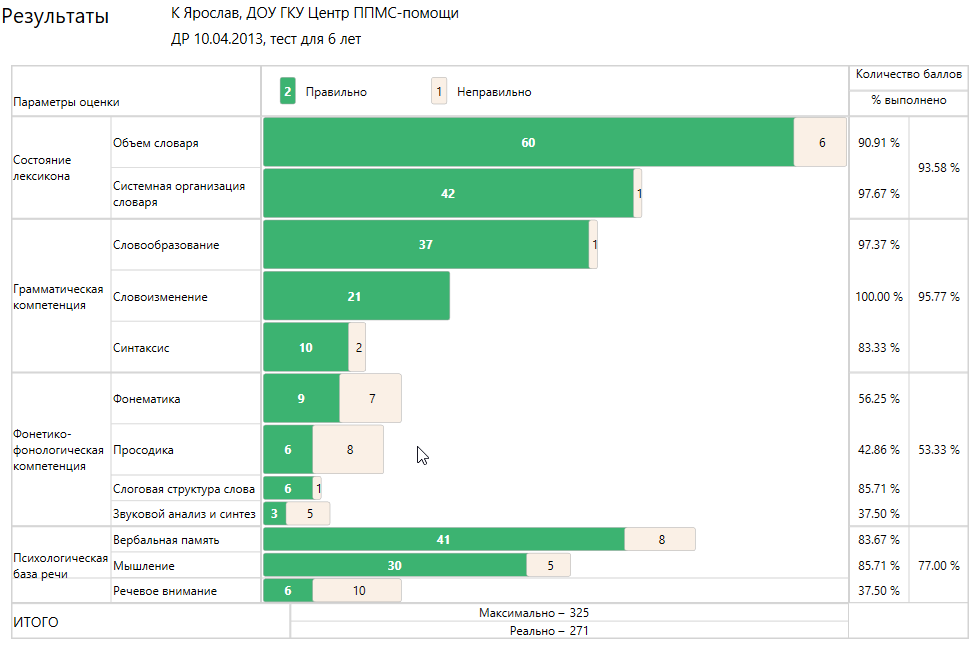 Результаты
К Ярослав, ДОУ ГКУ Центр ППМС-помощи
ДР 10.04.2013, тест для 6 лет
Параметры оценки
2 Правильно 1 Неправильно
Количество баллов
% выполнено
Состояние
лексикона
Объем словаря 60 6 90.91 %
93.58 %
Системная организация
словаря
42 1 97.67 %
Грамматическая
компетенция
Словообразование 37 1 97.37 %
Словоизменение 21 100.00 % 95.77 %
Синтаксис 10 2 83.33 %
Фонетико-
фонологическая
компетенция
Фонематика 9 7 56.25 %
Просодика 6 8 42.86 % 53.33 %
Слоговая структура слова 6 1 85.71 %
Звуковой анализ и синтез 3 5 37.50 %
Психологическая
база речи
Вербальная память 41 8 83.67 %
Мышление 30 5 85.71 % 77.00 %
Речевое внимание 6 10 37.50 %
ИТОГО
Максимально – 325
Реально – 271